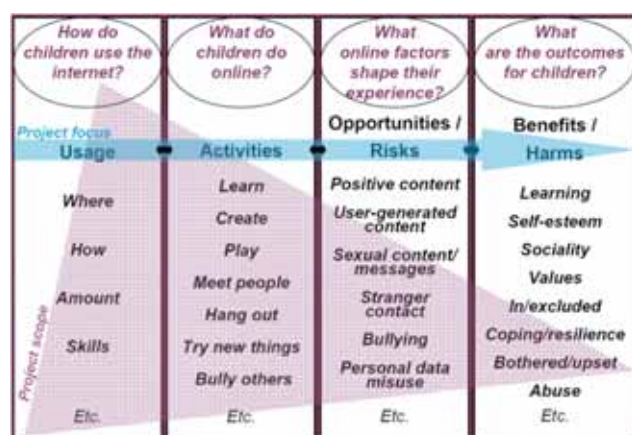 How do
children use the
internet?
What do
children do
online?
What
online factors
shape their
experience?
What
are the outcomes
for children?
Project focus
Usage
Activities
Opportunities /
Risks
Benefits /
Harms
Where
How
Amount
Skills
Etc.
Learn
Create
Play
Meet people
Hang out
Try new things
Bully others
Etc.
Positive content
User-generated
content
Sexual content/
messages
Stranger
contact
Bullying
Personal data
misuse
Etc.
Learning
Self-esteem
Sociality
Values
In/excluded
Coping/resilience
Bothered/upset
Abuse
Etc.
Project scope